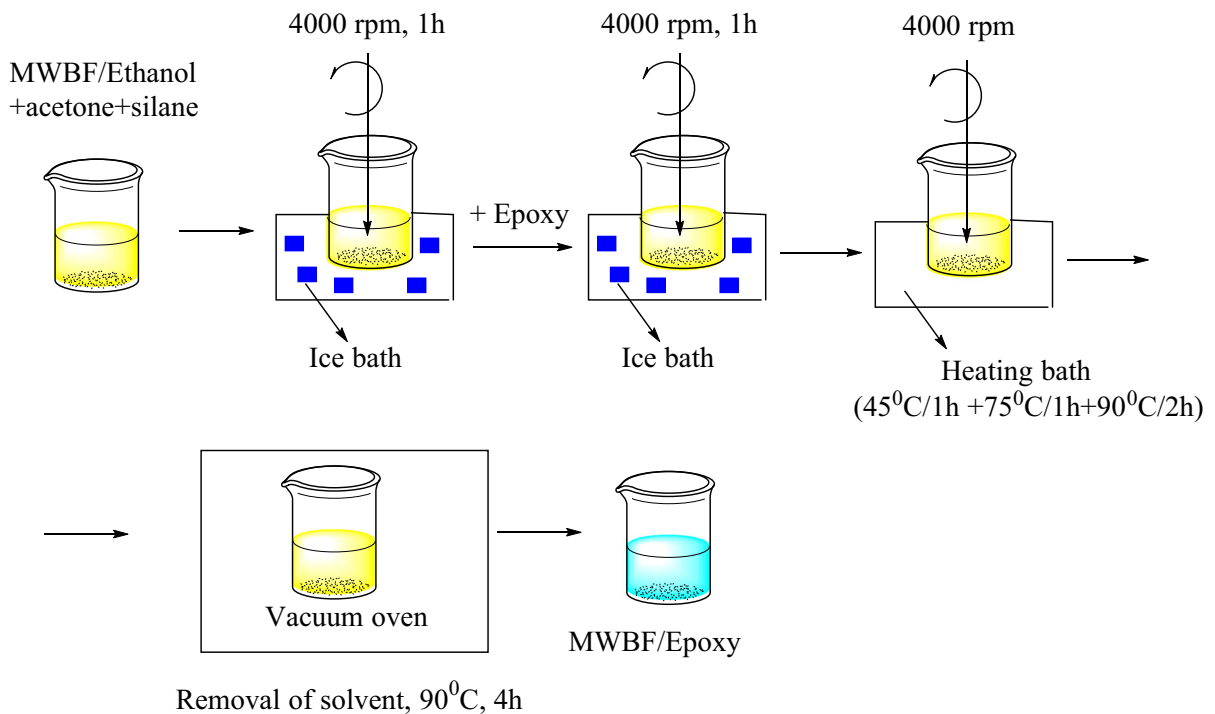 4000 rpm, 1h
4000 rpm, 1h
4000 rpm
MWBF/Ethanol
+acetone+silane
+ Epoxy
Ice bath
Ice bath
Heating bath
(45⁰C/1h +75⁰C/1h+90⁰C/2h)
Vacuum oven
MWBF/Epoxy
Removal of solvent, 90⁰C, 4h